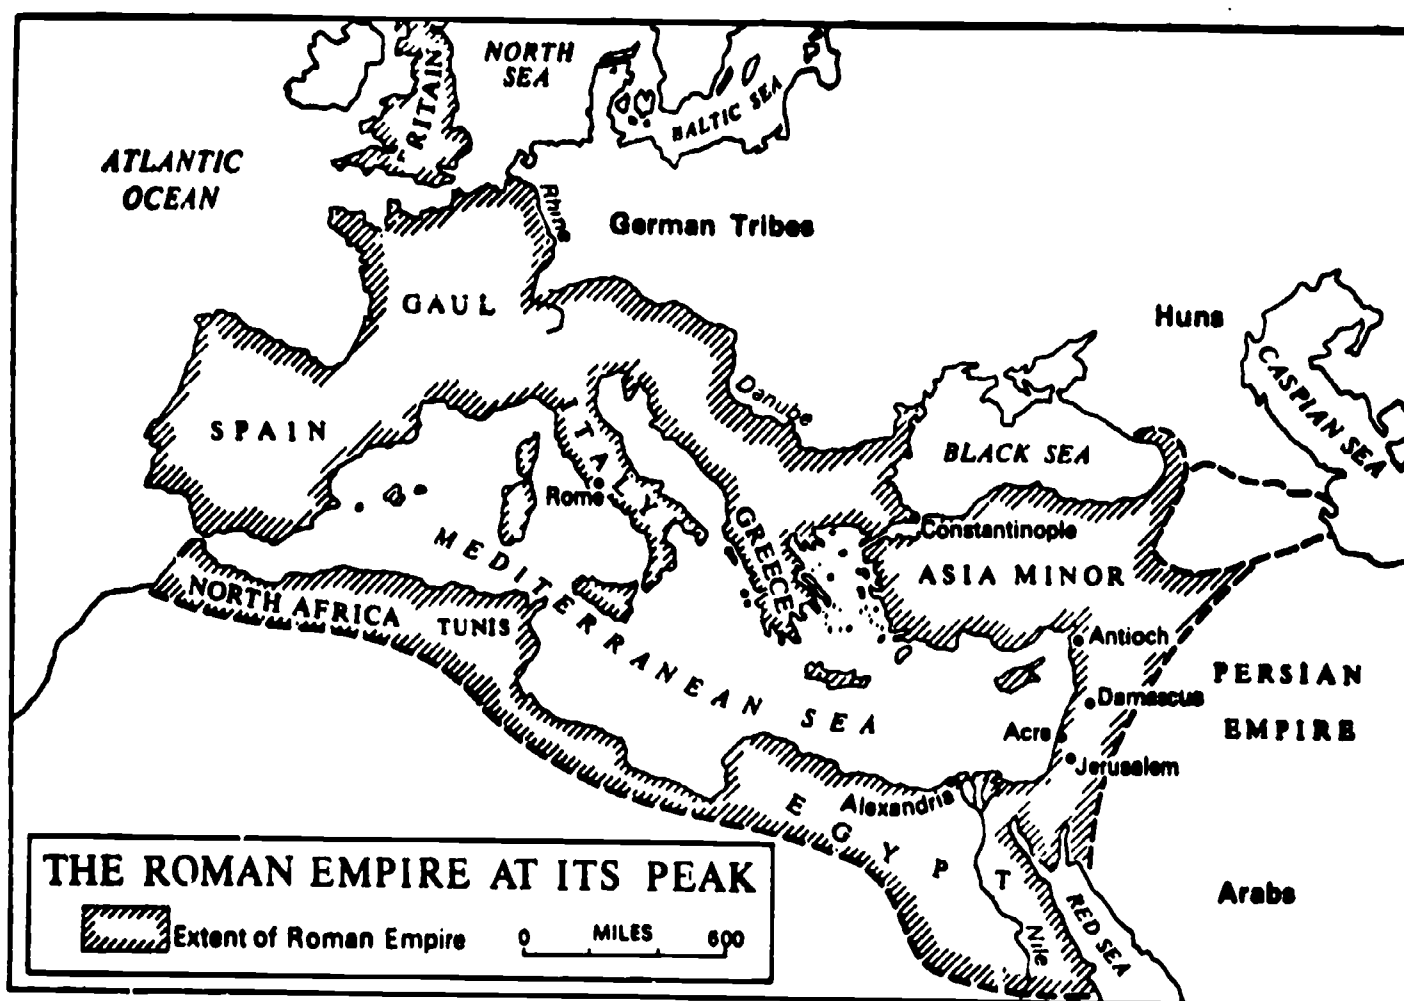 NORTH
SEA
RITAIN
BALTIC SEA
ATLANTIC
OCEAN
Rhine
German Tribes
GAUL
Huns
CASPIAN SEA
Danube
SPAIN
ITALY
BLACK SEA
Rome
GREECE
Constantinople
MEDITERRANEAN SEA
ASIA MINOR
NORTH AFRICA
TUNIS
Antioch
PERSIAN
EMPIRE
Damascus
Acre
Jerusalem
Alexandria
EGYPT
Nile
RED SEA
Arabs
THE ROMAN EMPIRE AT ITS PEAK
Extent of Roman Empire
0 MILES 600